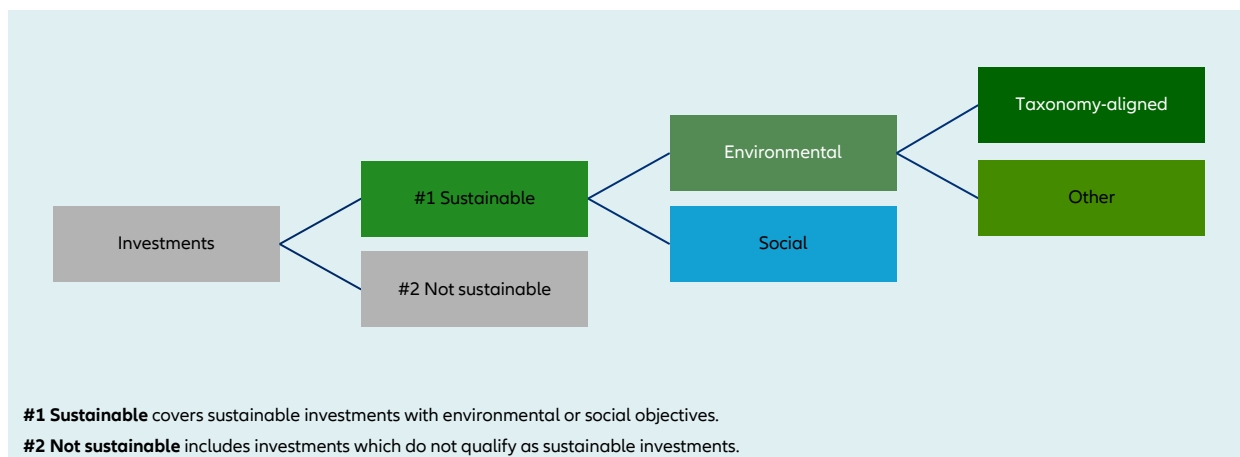 Taxonomy-aligned
Environmental
#1 Sustainable
Other
Investments
Social
#2 Not sustainable
#1 Sustainable covers sustainable investments with environmental or social objectives.
#2 Not sustainable includes investments which do not qualify as sustainable investments.